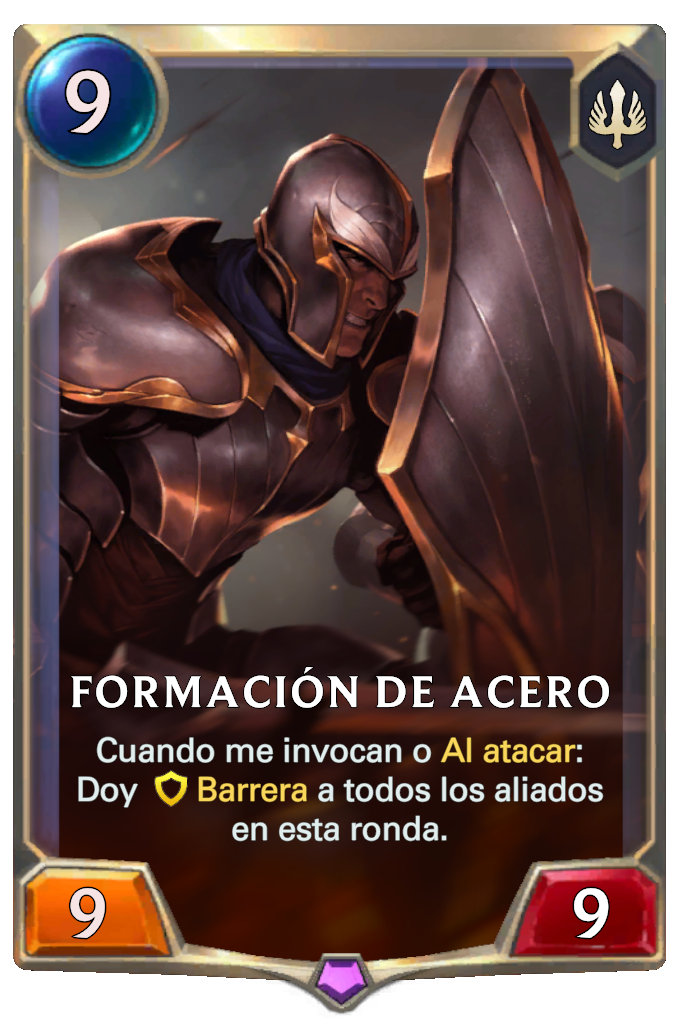 9
FORMACIÓN DE ACERO
Cuando me invocan o Al atacar:
Doy Barrera a todos los aliados
en esta ronda.
9
9